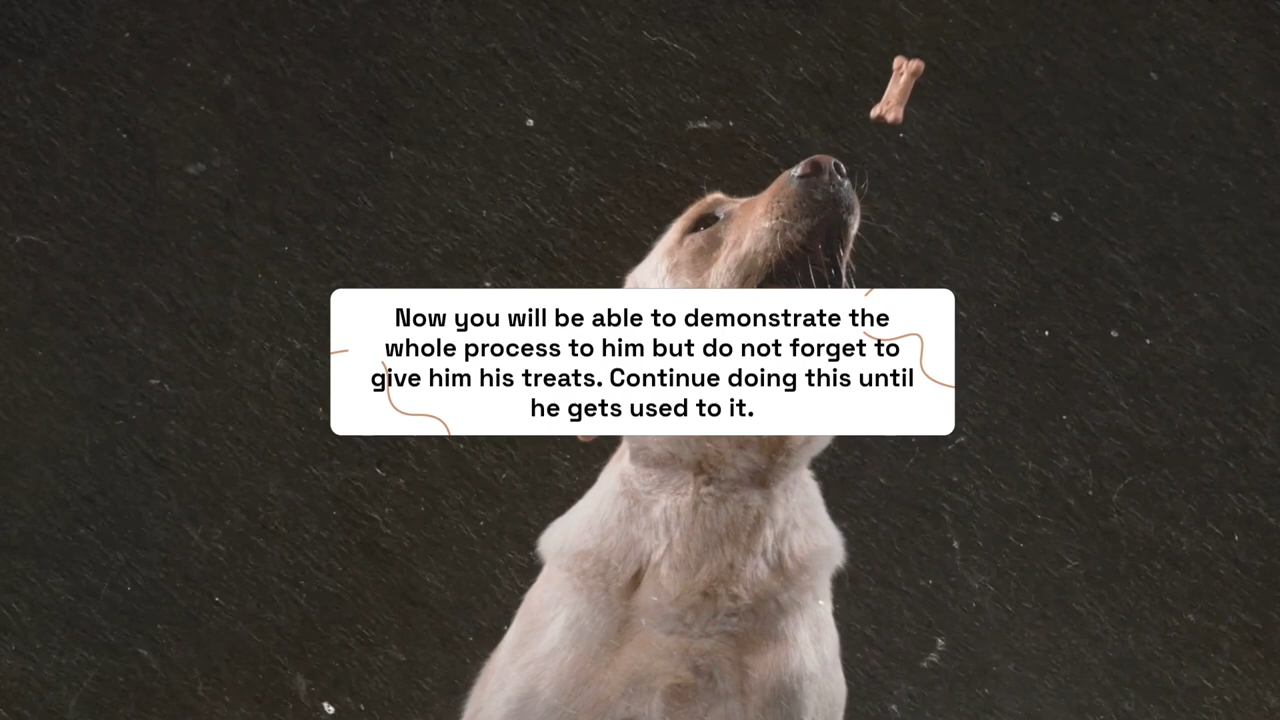 Now you will be able to demonstrate the
whole process to him but do not forget to
give him his treats. Continue doing this until
he gets used to it.